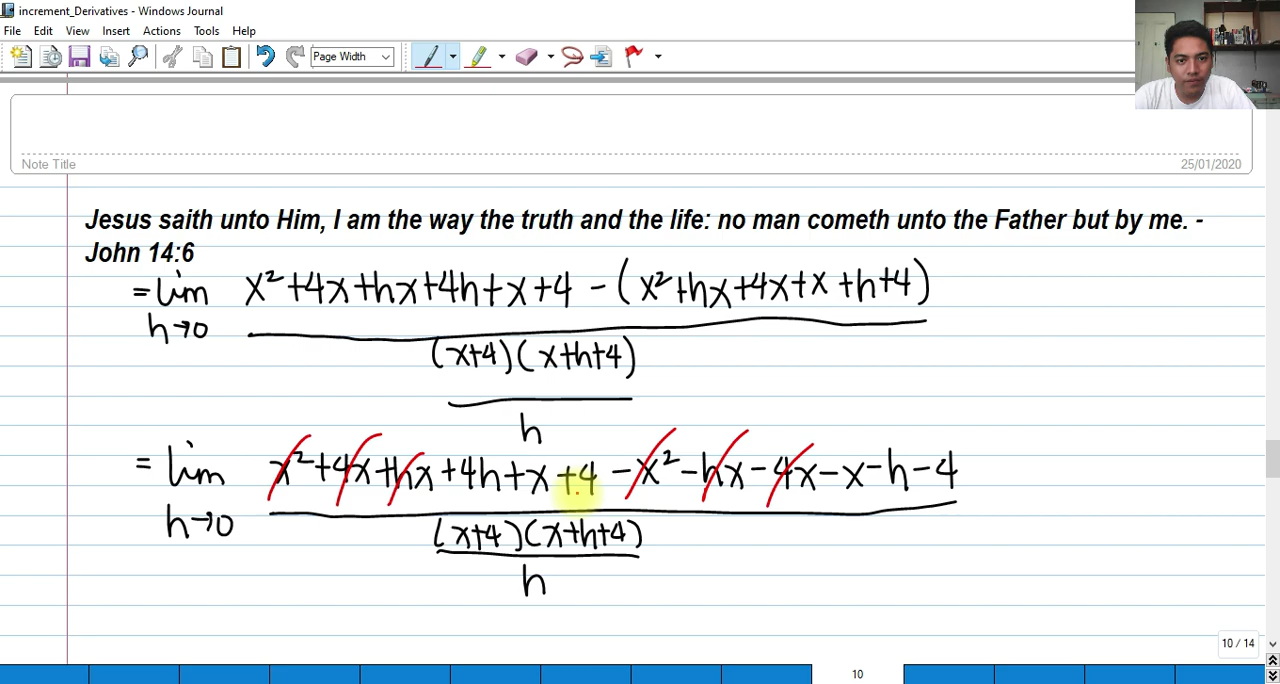 increment_Derivatives - Windows Journal
File Edit View Insert Actions Tools Help
Page Width
Note Title
25/01/2020
Jesus saith unto Him, I am the way the truth and the life: no man cometh unto the Father but by me. -
John 14:6
= lim x²+4x+hx+4h+x+4 - (x²+hx+4x+x+h+4)
h→0
(x+4)(x+h+4)
h
= lim x²+4x+hx+4h+x+4 - x² - hx - 4x - x - h - 4
h→0
(x+4)(x+h+4)
h
10 / 14
10